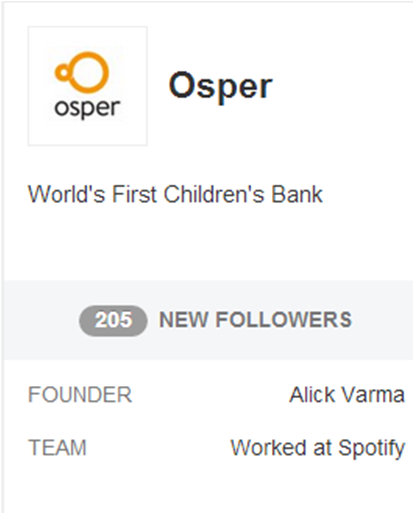 osper
Osper
World's First Children's Bank
205 NEW FOLLOWERS
FOUNDER Alick Varma
TEAM Worked at Spotify